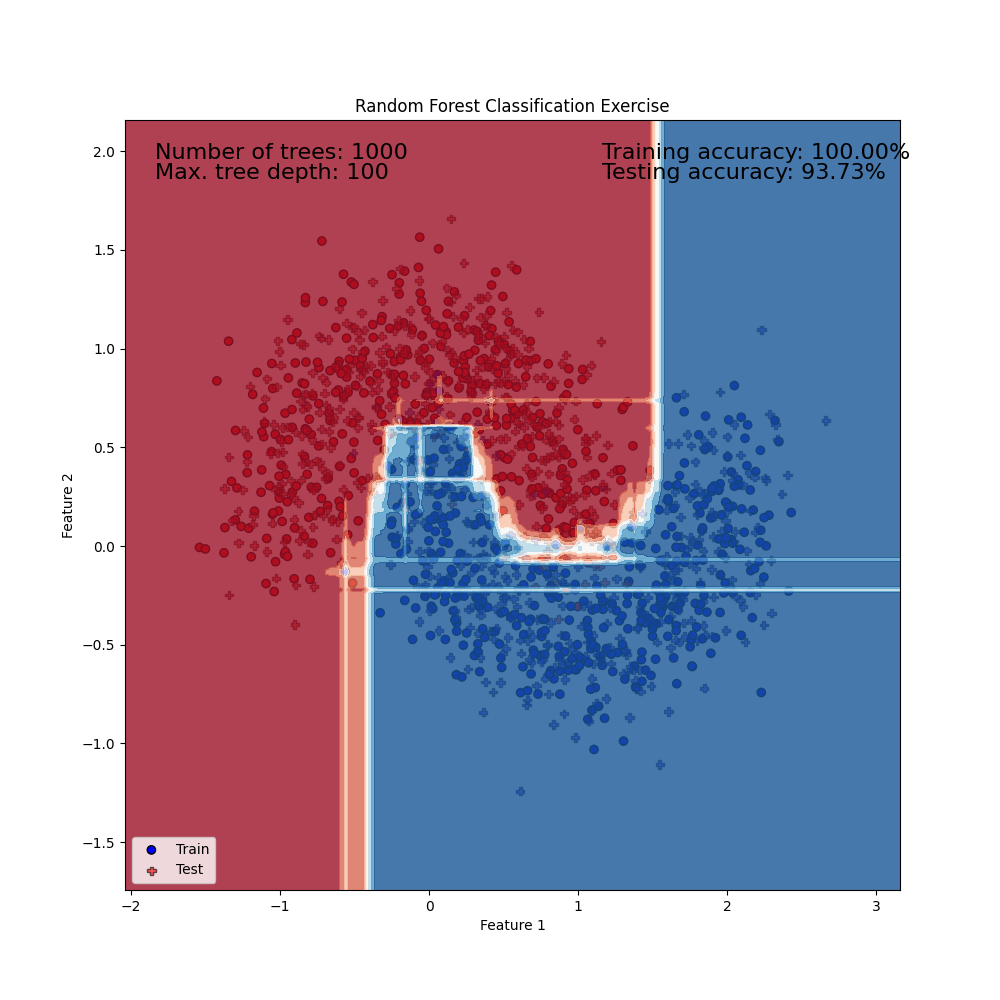 Random Forest Classification Exercise
Number of trees: 1000
Max. tree depth: 100
Training accuracy: 100.00%
Testing accuracy: 93.73%
2.0
1.5
1.0
0.5
0.0
−0.5
−1.0
−1.5
Feature 2
Train
Test
−2
−1
0
1
2
3
Feature 1